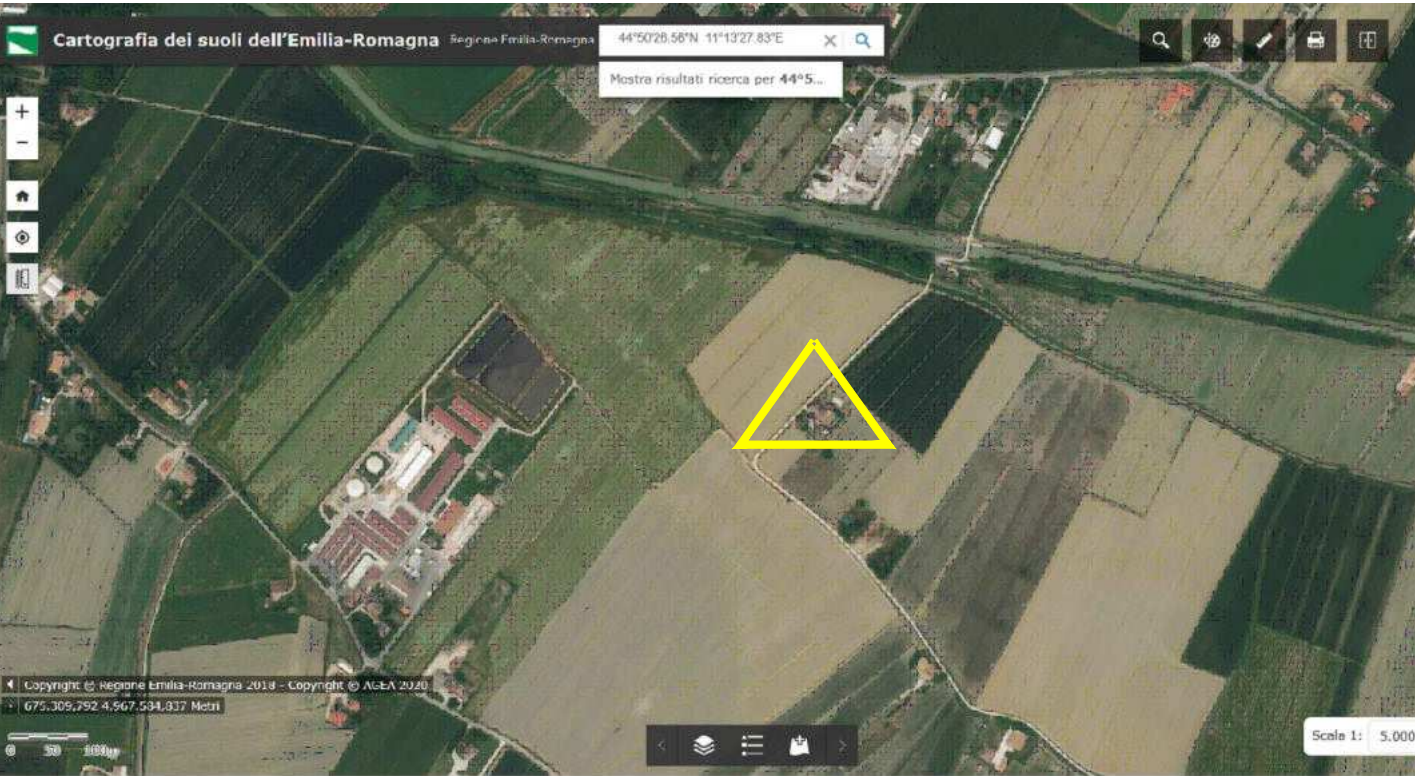 Cartografia dei suoli dell'Emilia-Romagna Regione Emilia-Romagna
44°50'28.58"N 11°13'27.83"E
Mostra risultati ricerca per 44°5...
Copyright © Regione Emilia-Romagna 2018 - Copyright © AGEA 2020
675.309,792 4.967.584,837 Metri
0 50 100m
Scala 1: 5.000